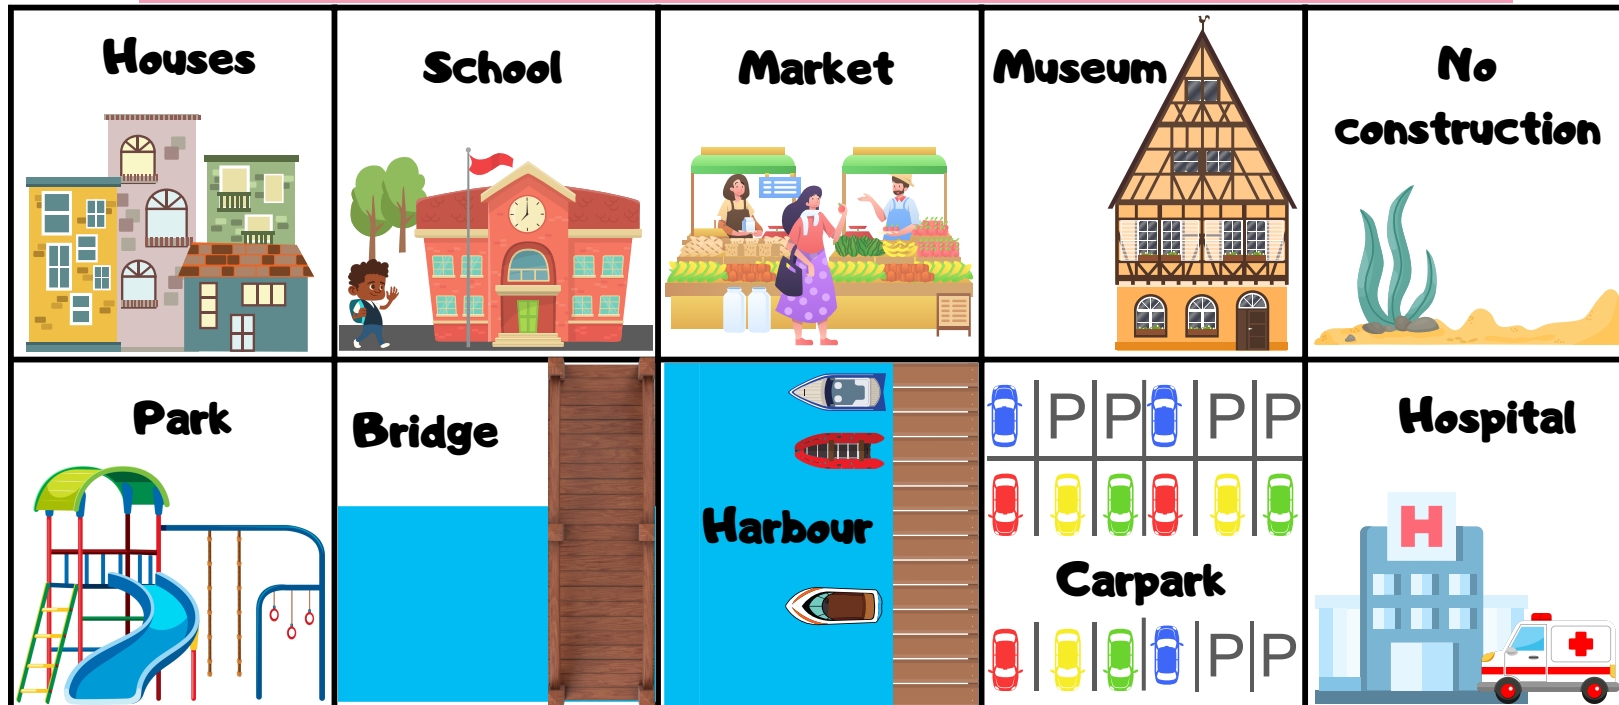 Houses
School
Market
Museum
No
construction
Park
Bridge
Harbour
P P P P
Carpark
P P
H
Hospital